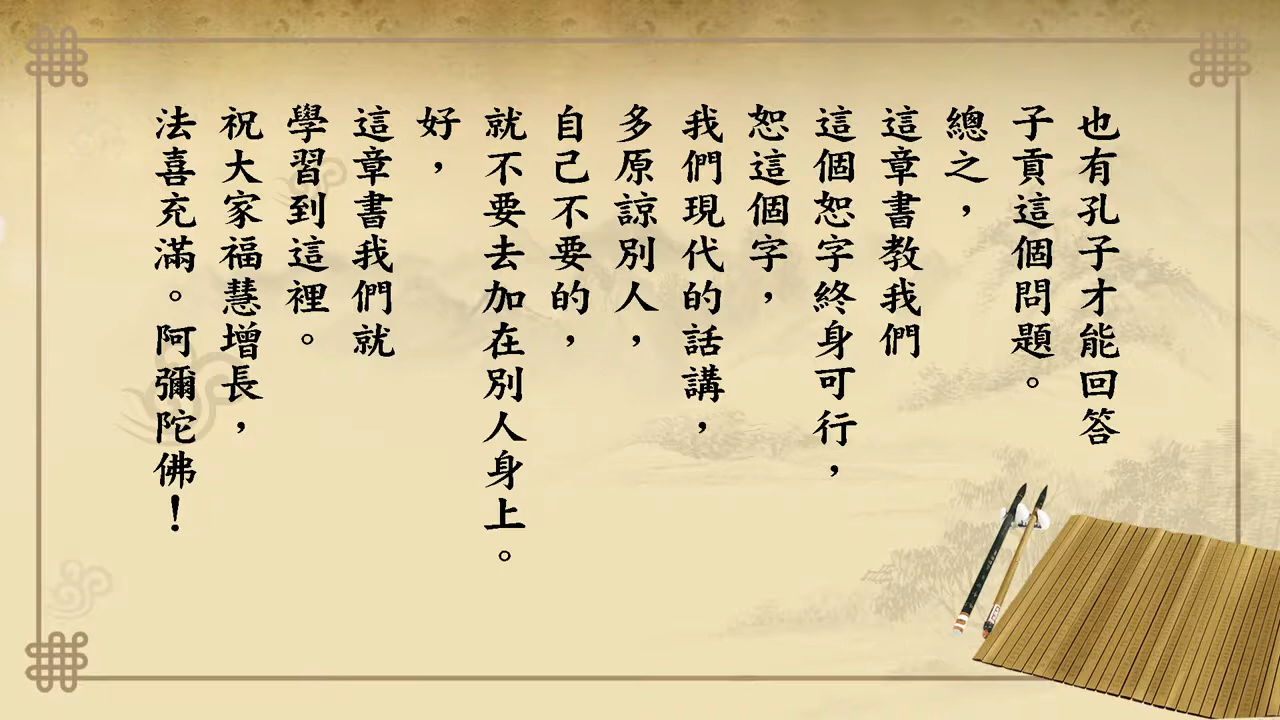 也有孔子才能回答
子貢這個問題。
總之，
這章書教我們
這個恕字終身可行，
恕這個字，
我們現代的話講，
多原諒別人，
自己不要的，
就不要去加在別人身上。
好，
這章書我們就
學習到這裡。
祝大家福慧增長，
法喜充滿。阿彌陀佛！